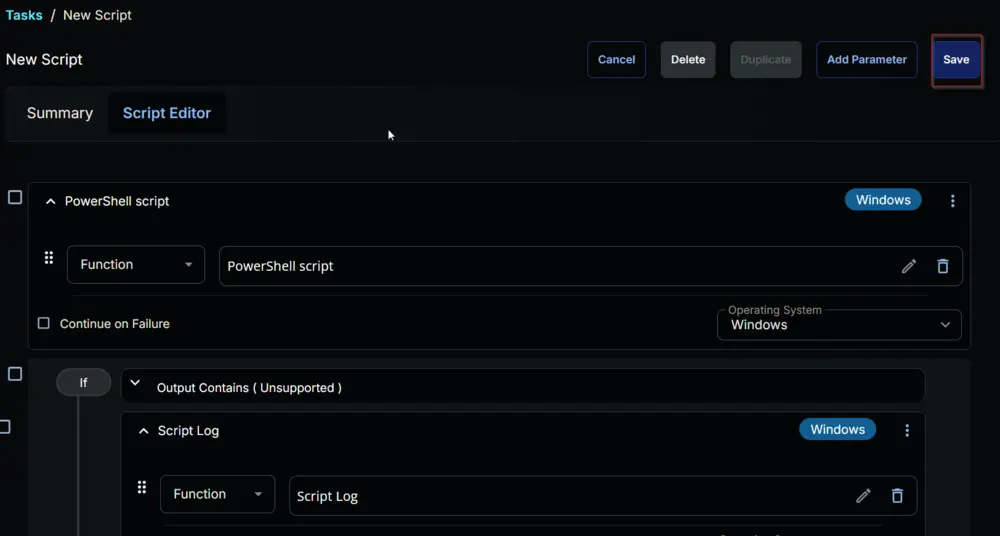 Tasks / New Script
New Script
Cancel
Delete
Duplicate
Add Parameter
Save
Summary
Script Editor
PowerShell script
Windows
Function
PowerShell script
Continue on Failure
Operating System
Windows
If
Output Contains ( Unsupported )
Script Log
Windows
Function
Script Log